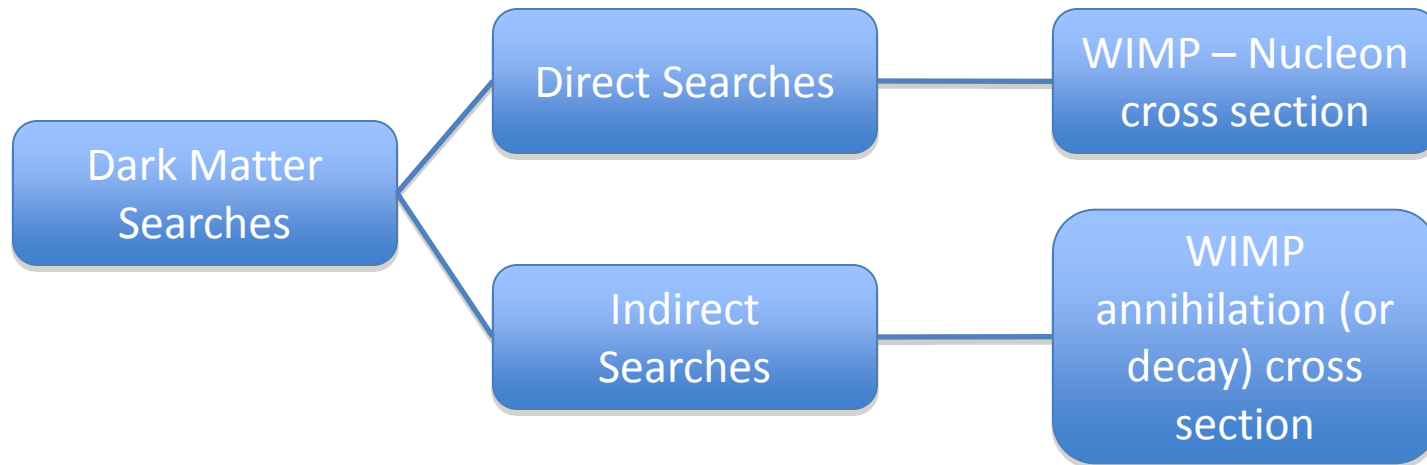 Dark Matter
Searches
Direct Searches
WIMP – Nucleon
cross section
Indirect
Searches
WIMP
annihilation (or
decay) cross
section